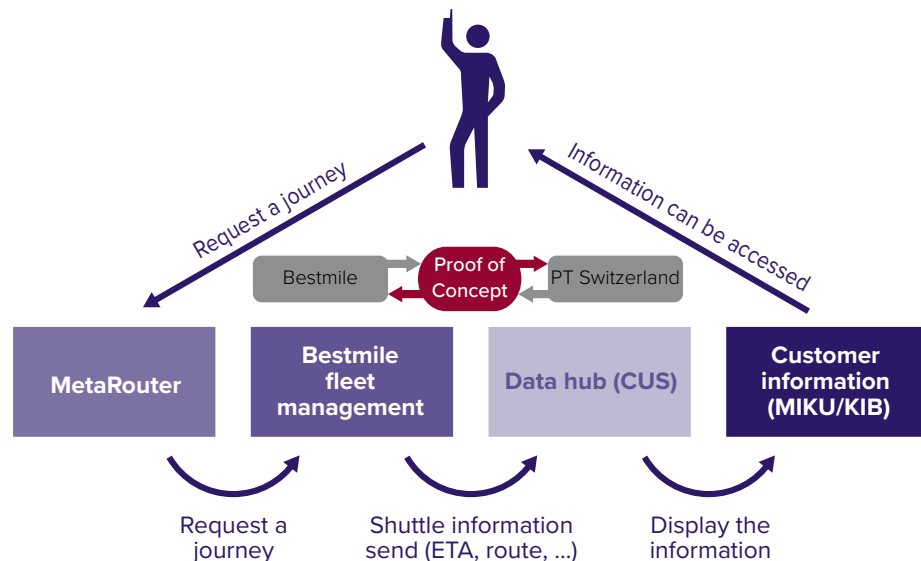 Request a journey
Information can be accessed
Bestmile
Proof of
Concept
PT Switzerland
MetaRouter
Bestmile
fleet
management
Data hub (CUS)
Customer
information
(MIKU/KIB)
Request a
journey
Shuttle information
send (ETA, route, ...)
Display the
information